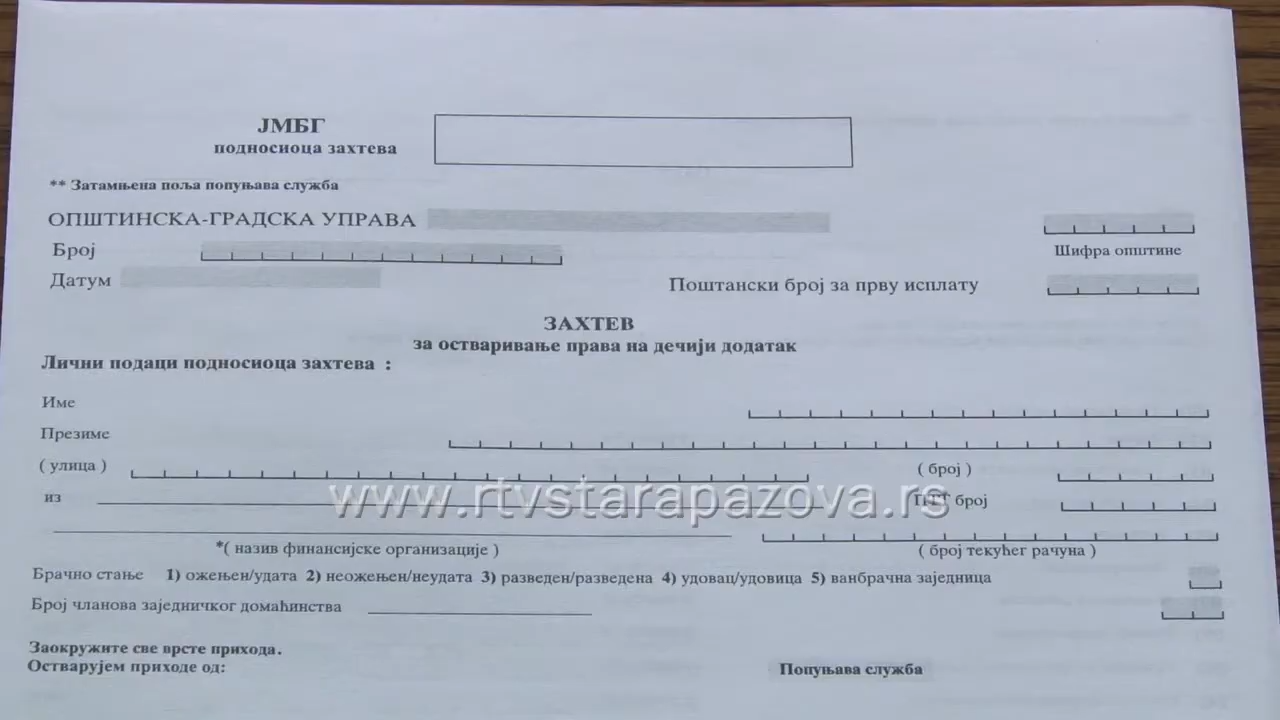 ЈМБГ
подносиоца захтева
** Затамњена поља попуњава служба
ОПШТИНСКА-ГРАДСКА УПРАВА
Број
Шифра општине
Датум
Поштански број за прву исплату
ЗАХТЕВ
за остваривање права на дечији додатак
Лични подаци подносиоца захтева :
Име
Презиме
( улица )
( број )
из
ПТТ број
www.rtvstarapazova.rs
*( назив финансијске организације )
( број текућег рачуна )
Брачно стање 1) ожењен/удата 2) неожењен/неудата 3) разведен/разведена 4) удовац/удовица 5) ванбрачна заједница
Број чланова заједничког домаћинства
Заокружите све врсте прихода.
Остварујем приходе од:
Попуњава служба